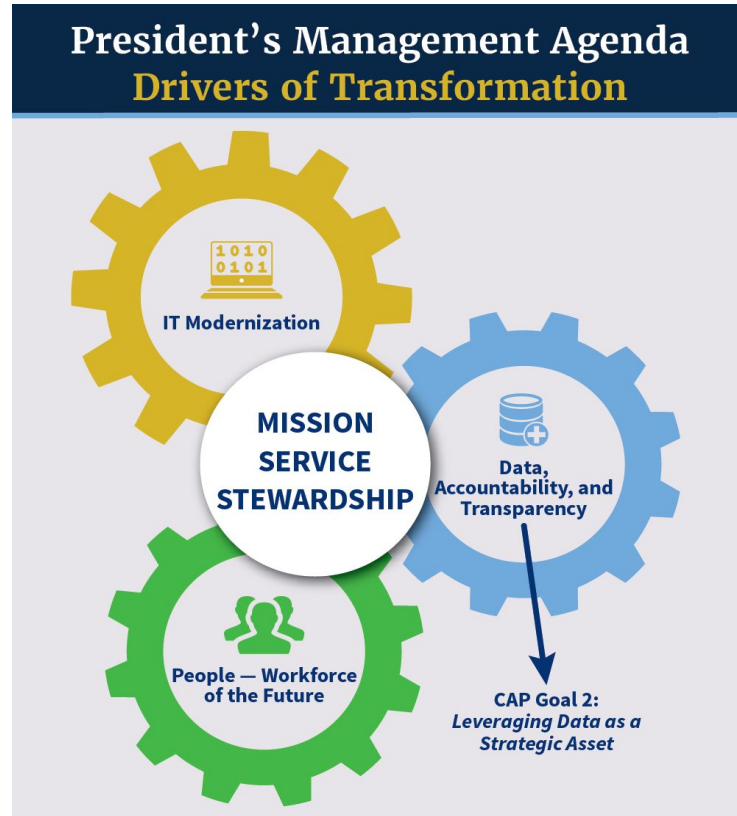 President’s Management Agenda
Drivers of Transformation
1010
0101
IT Modernization
MISSION
SERVICE
STEWARDSHIP
Data,
Accountability, and
Transparency
People — Workforce
of the Future
CAP Goal 2:
Leveraging Data as a
Strategic Asset